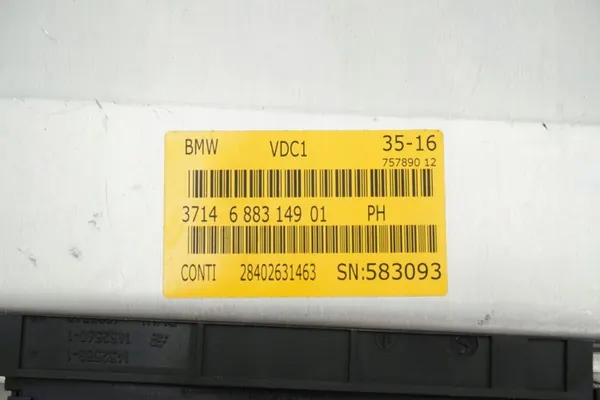 BMW VDC1 35-16
757890 12
3714 6 883 149 01 PH
CONTI 28402631463 SN:583093